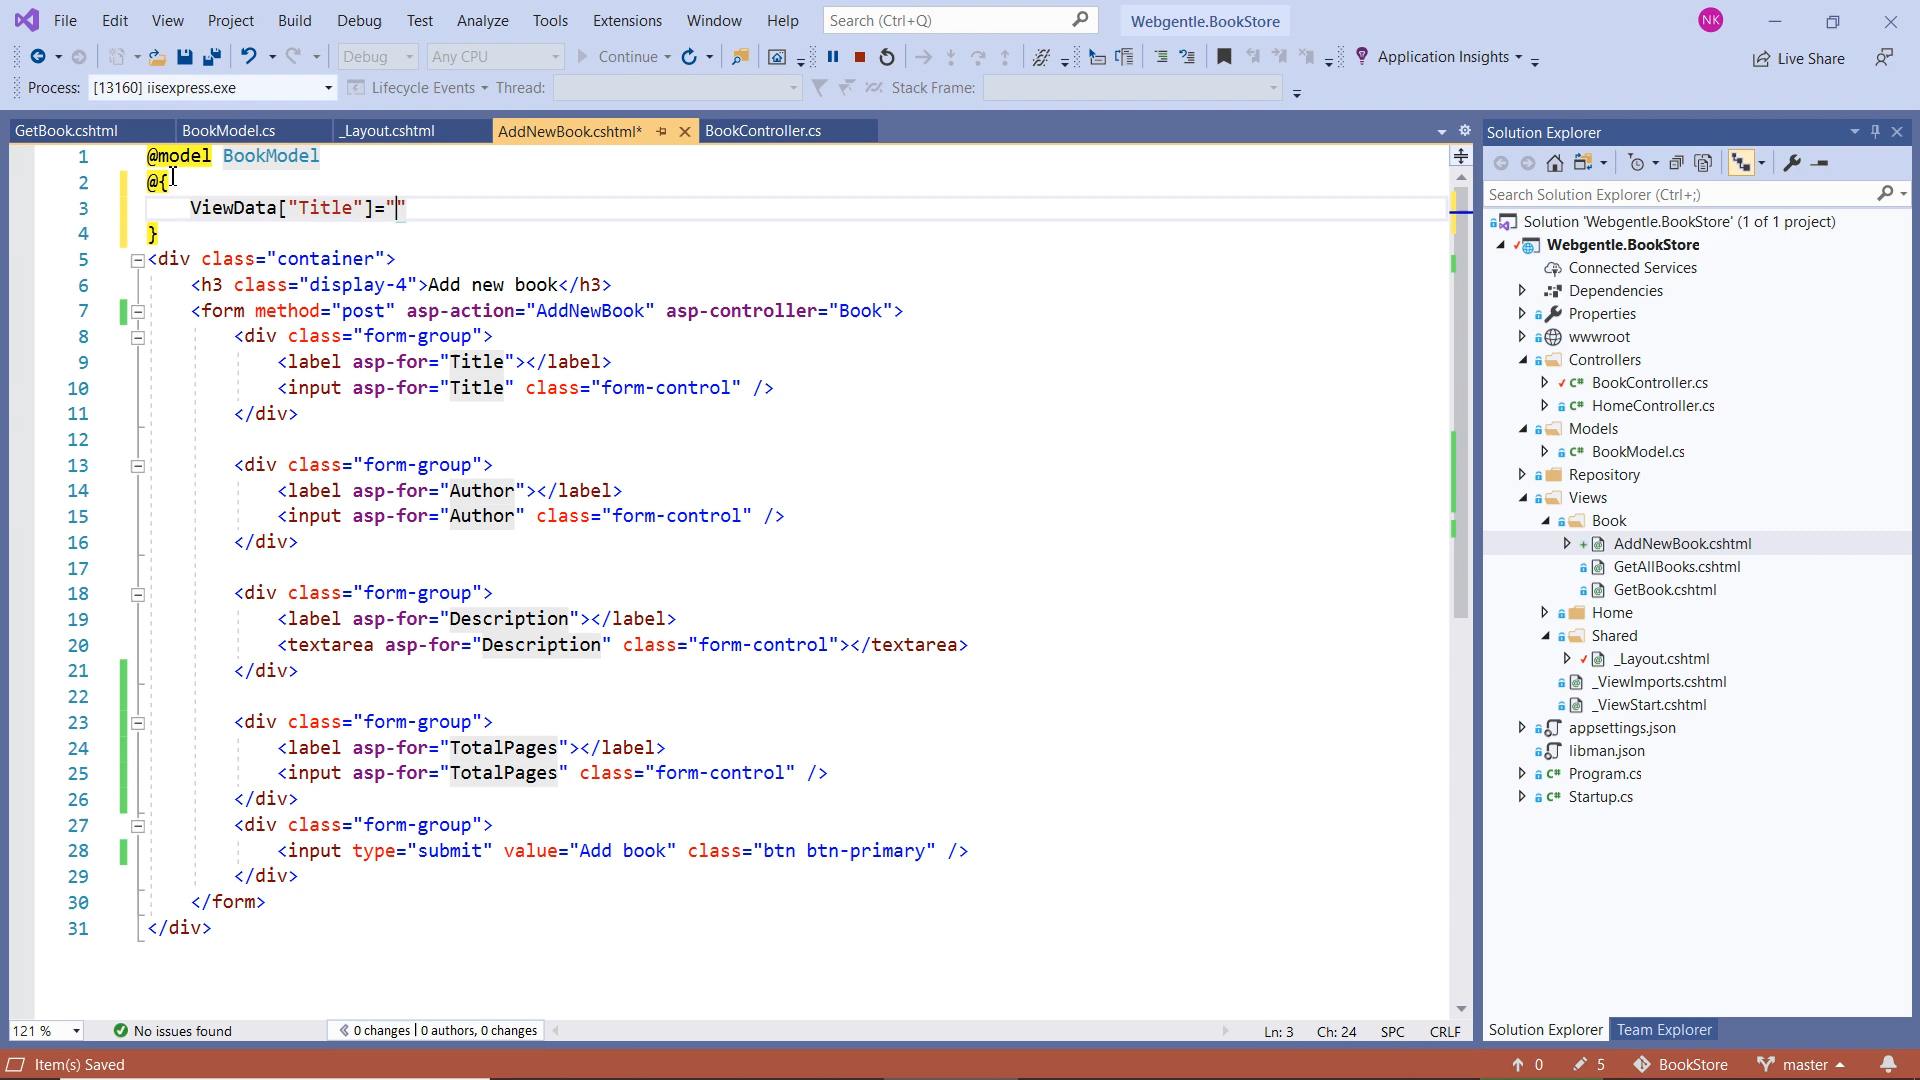 File Edit View Project Build Debug Test Analyze Tools Extensions Window Help Search (Ctrl+Q) Webgentle.BookStore NK
Debug Any CPU Continue Application Insights Live Share
Process: [13160] iisexpress.exe Lifecycle Events Thread: Stack Frame:
GetBook.cshtml BookModel.cs _Layout.cshtml AddNewBook.cshtml* BookController.cs
1 @model BookModel
2 @{
3 ViewData["Title"]=""
4 }
5 <div class="container">
6 <h3 class="display-4">Add new book</h3>
7 <form method="post" asp-action="AddNewBook" asp-controller="Book">
8 <div class="form-group">
9 <label asp-for="Title"></label>
10 <input asp-for="Title" class="form-control" />
11 </div>
12
13 <div class="form-group">
14 <label asp-for="Author"></label>
15 <input asp-for="Author" class="form-control" />
16 </div>
17
18 <div class="form-group">
19 <label asp-for="Description"></label>
20 <textarea asp-for="Description" class="form-control"></textarea>
21 </div>
22
23 <div class="form-group">
24 <label asp-for="TotalPages"></label>
25 <input asp-for="TotalPages" class="form-control" />
26 </div>
27 <div class="form-group">
28 <input type="submit" value="Add book" class="btn btn-primary" />
29 </div>
30 </form>
31 </div>
121 % No issues found 0 changes | 0 authors, 0 changes Ln: 3 Ch: 24 SPC CRLF
Solution Explorer
Search Solution Explorer (Ctrl+;)
Solution 'Webgentle.BookStore' (1 of 1 project)
Webgentle.BookStore
Connected Services
Dependencies
Properties
wwwroot
Controllers
C# BookController.cs
C# HomeController.cs
Models
C# BookModel.cs
Repository
Views
Book
AddNewBook.cshtml
GetAllBooks.cshtml
GetBook.cshtml
Home
Shared
_Layout.cshtml
_ViewImports.cshtml
_ViewStart.cshtml
appsettings.json
libman.json
C# Program.cs
C# Startup.cs
Solution Explorer Team Explorer
Item(s) Saved 0 5 BookStore master